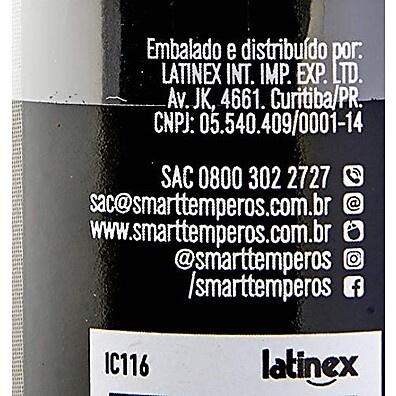 Embalado e distribuído por:
LATINEX INT. IMP. EXP. LTD.
Av. JK, 4661. Curitiba/PR.
CNPJ: 05.540.409/0001-14
SAC 0800 302 2727
sac@smarttemperos.com.br
www.smarttemperos.com.br
@smarttemperos
/smarttemperos
IC116 latinex